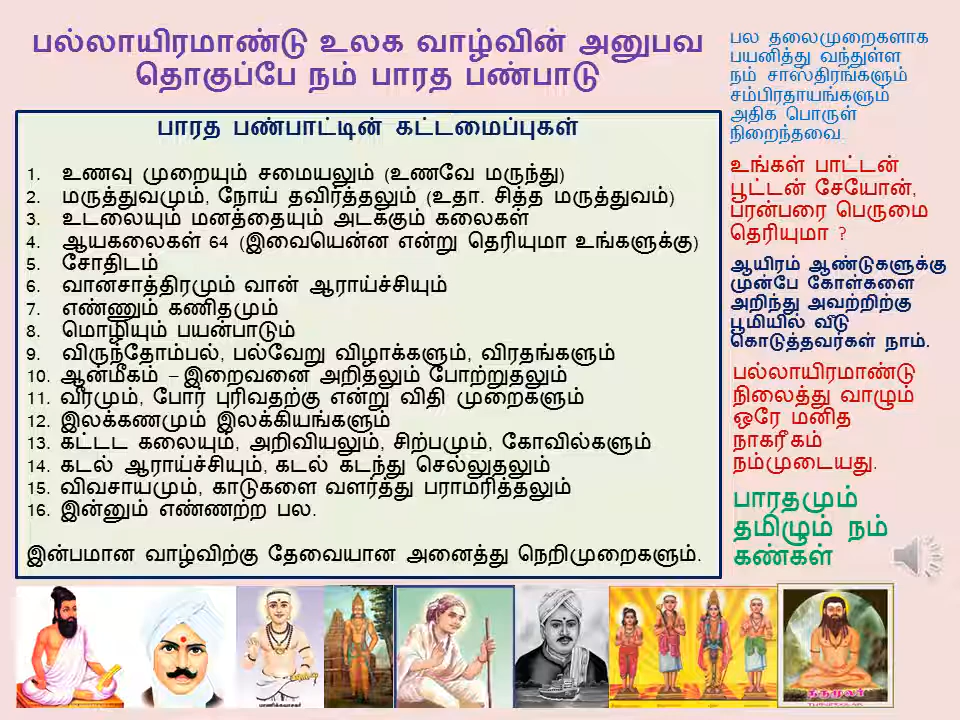 பல்லாயிரமாண்டு உலக வாழ்வின் அனுபவ
தொகுப்பே நம் பாரத பண்பாடு
பாரத பண்பாட்டின் கட்டமைப்புகள்
1. உணவு முறையும் சமையலும் (உணவே மருந்து)
2. மருத்துவமும், நோய் தவிர்த்தலும் (உதா. சித்த மருத்துவம்)
3. உடலையும் மனத்தையும் அடக்கும் கலைகள்
4. ஆயகலைகள் 64 (இவையென்ன என்று தெரியுமா உங்களுக்கு)
5. சோதிடம்
6. வானசாத்திரமும் வான் ஆராய்ச்சியும்
7. எண்ணும் கணிதமும்
8. மொழியும் பயன்பாடும்
9. விருந்தோம்பல், பல்வேறு விழாக்களும், விரதங்களும்
10. ஆன்மீகம் – இறைவனை அறிதலும் போற்றுதலும்
11. வீரமும், போர் புரிவதற்கு என்று விதி முறைகளும்
12. இலக்கணமும் இலக்கியங்களும்
13. கட்டட கலையும், அறிவியலும், சிற்பமும், கோவில்களும்
14. கடல் ஆராய்ச்சியும், கடல் கடந்து செல்லுதலும்
15. விவசாயமும், காடுகளை வளர்த்து பராமரித்தலும்
16. இன்னும் எண்ணற்ற பல.
இன்பமான வாழ்விற்கு தேவையான அனைத்து நெறிமுறைகளும்.
பல தலைமுறைகளாக
பயனித்து வந்துள்ள
நம் சாஸ்திரங்களும்
சம்பிரதாயங்களும்
அதிக பொருள்
நிறைந்தவை.
உங்கள் பாட்டன்
பூட்டன் சேயோன்,
பரன்பரை பெருமை
தெரியுமா ?
ஆயிரம் ஆண்டுகளுக்கு
முன்பே கோள்களை
அறிந்து அவற்றிற்கு
பூமியில் வீடு
கொடுத்தவர்கள் நாம்.
பல்லாயிரமாண்டு
நிலைத்து வாழும்
ஒரே மனித
நாகரீகம்
நம்முடையது.
பாரதமும்
தமிழும் நம்
கண்கள்
மாணிக்கவாசகர்
திருமூலர்